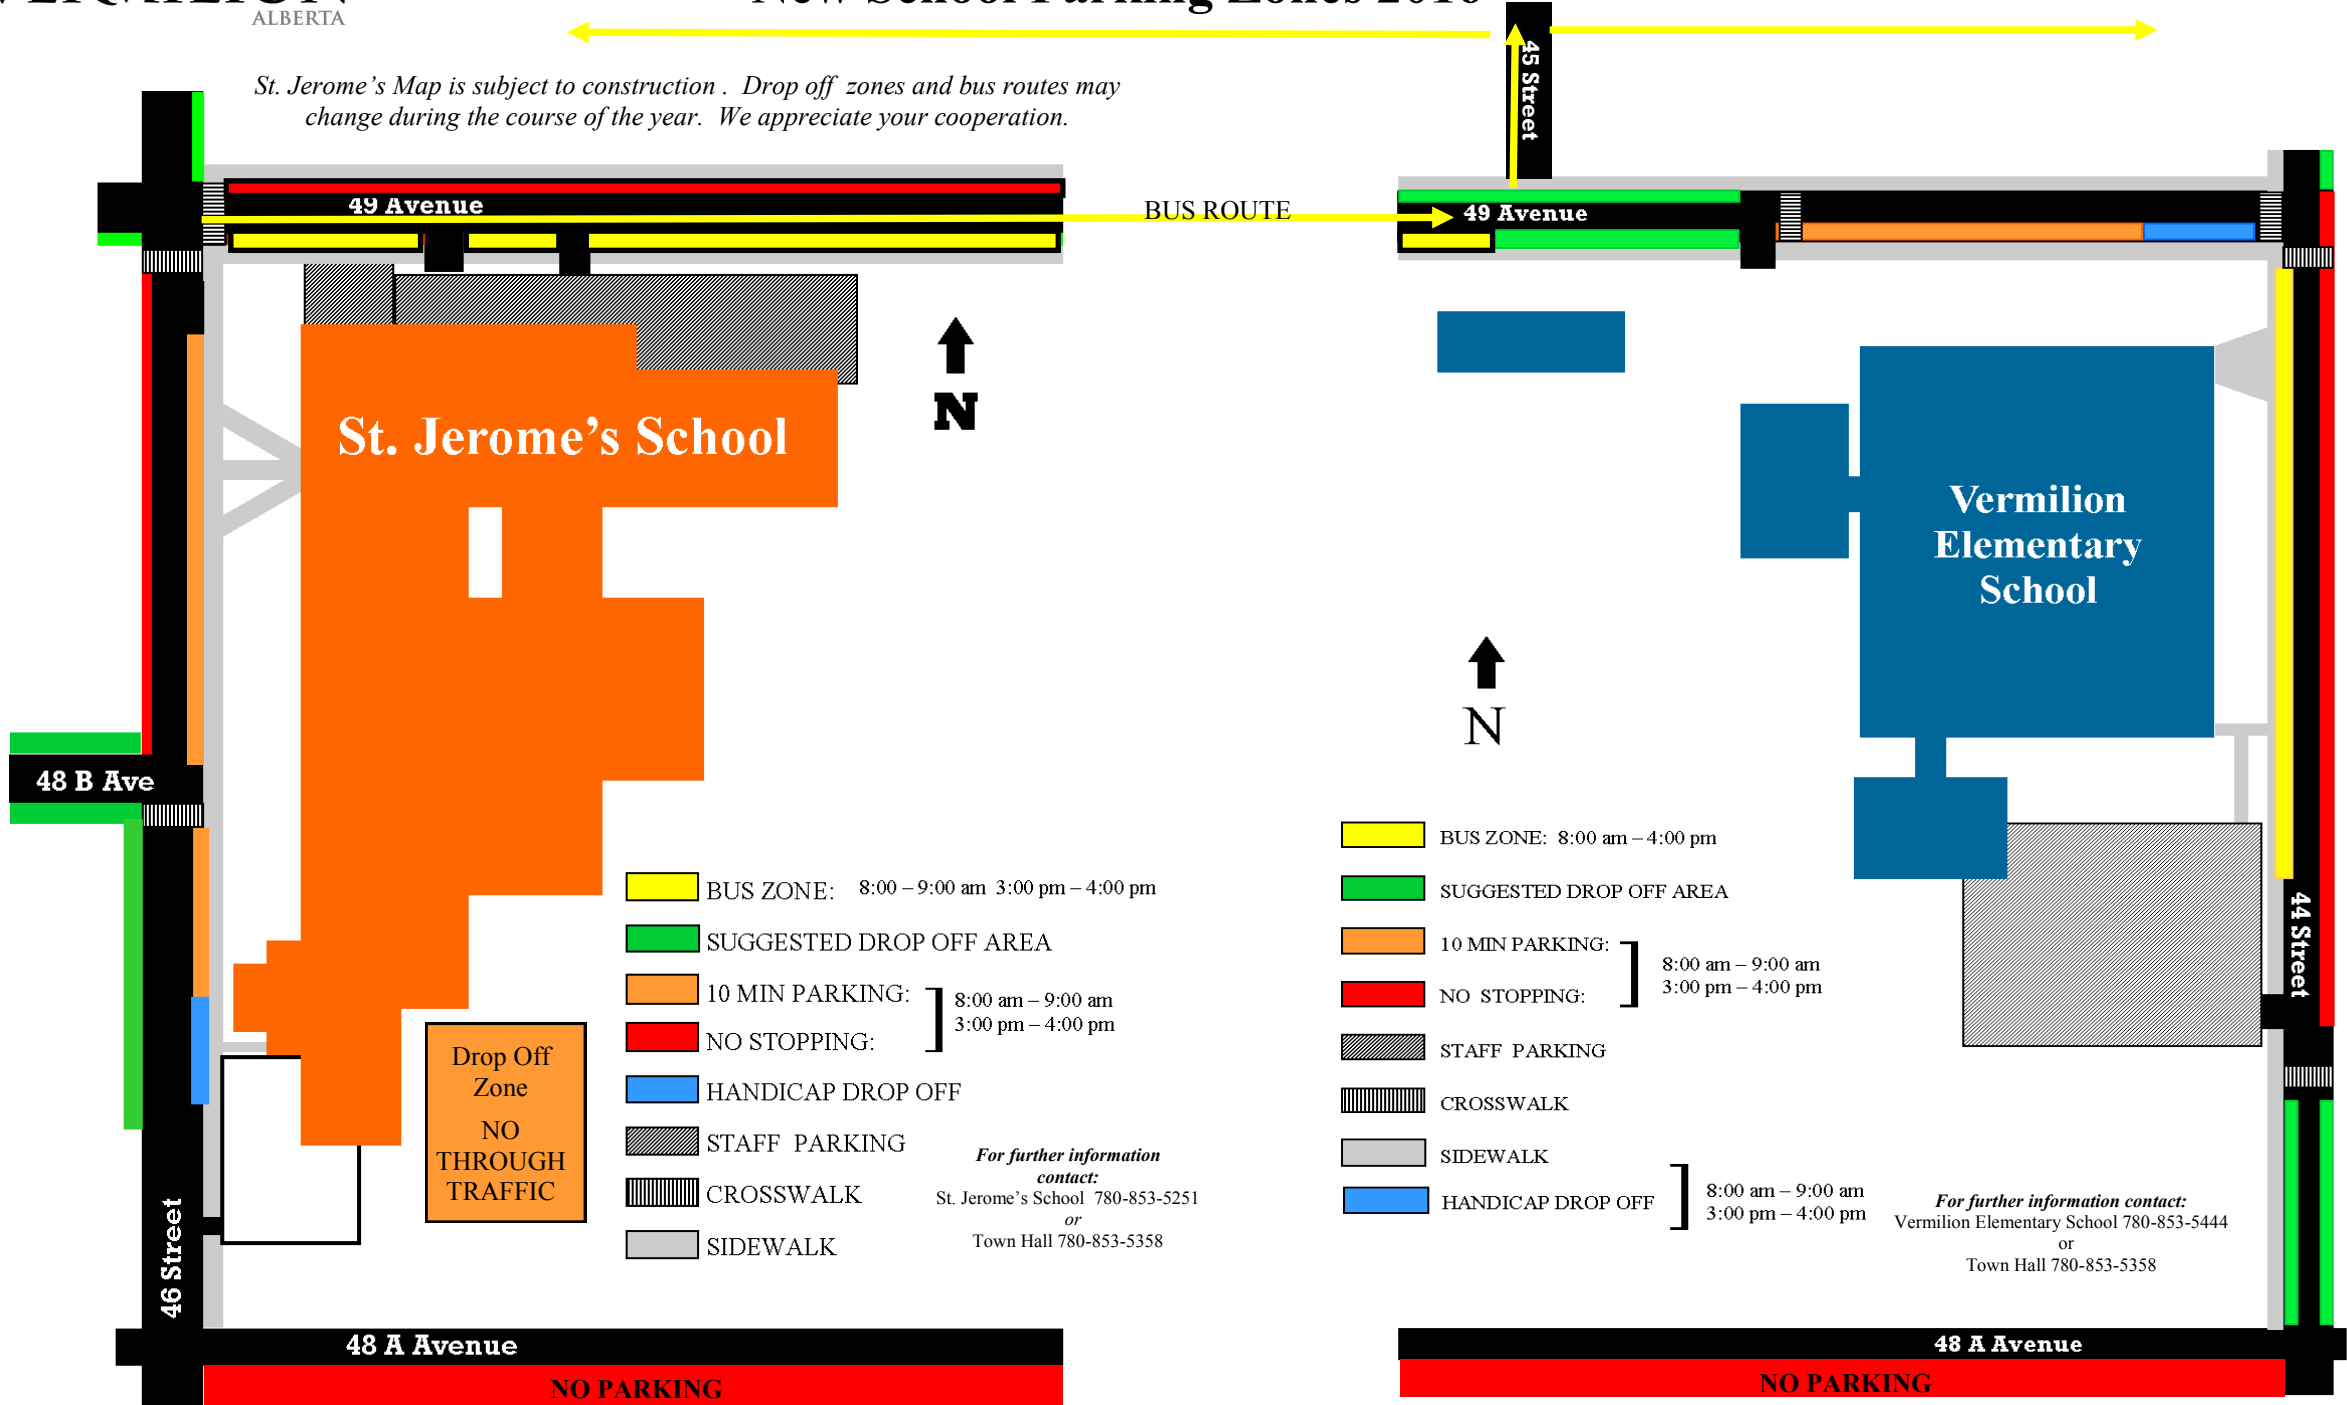 New School Parking Zones 2016
ALBERTA
St. Jerome's Map is subject to construction . Drop off zones and bus routes may
change during the course of the year. We appreciate your cooperation.
45 Street
49 Avenue
BUS ROUTE
49 Avenue
N
St. Jerome's School
Vermilion
Elementary
School
N
48 B Ave
46 Street
44 Street
Drop Off
Zone
NO
THROUGH
TRAFFIC
BUS ZONE: 8:00 – 9:00 am 3:00 pm – 4:00 pm
SUGGESTED DROP OFF AREA
10 MIN PARKING:
NO STOPPING:
8:00 am – 9:00 am
3:00 pm – 4:00 pm
HANDICAP DROP OFF
STAFF PARKING
CROSSWALK
SIDEWALK
For further information
contact:
St. Jerome's School 780-853-5251
or
Town Hall 780-853-5358
BUS ZONE: 8:00 am – 4:00 pm
SUGGESTED DROP OFF AREA
10 MIN PARKING:
NO STOPPING:
8:00 am – 9:00 am
3:00 pm – 4:00 pm
STAFF PARKING
CROSSWALK
SIDEWALK
HANDICAP DROP OFF
8:00 am – 9:00 am
3:00 pm – 4:00 pm
For further information contact:
Vermilion Elementary School 780-853-5444
or
Town Hall 780-853-5358
48 A Avenue
NO PARKING
48 A Avenue
NO PARKING